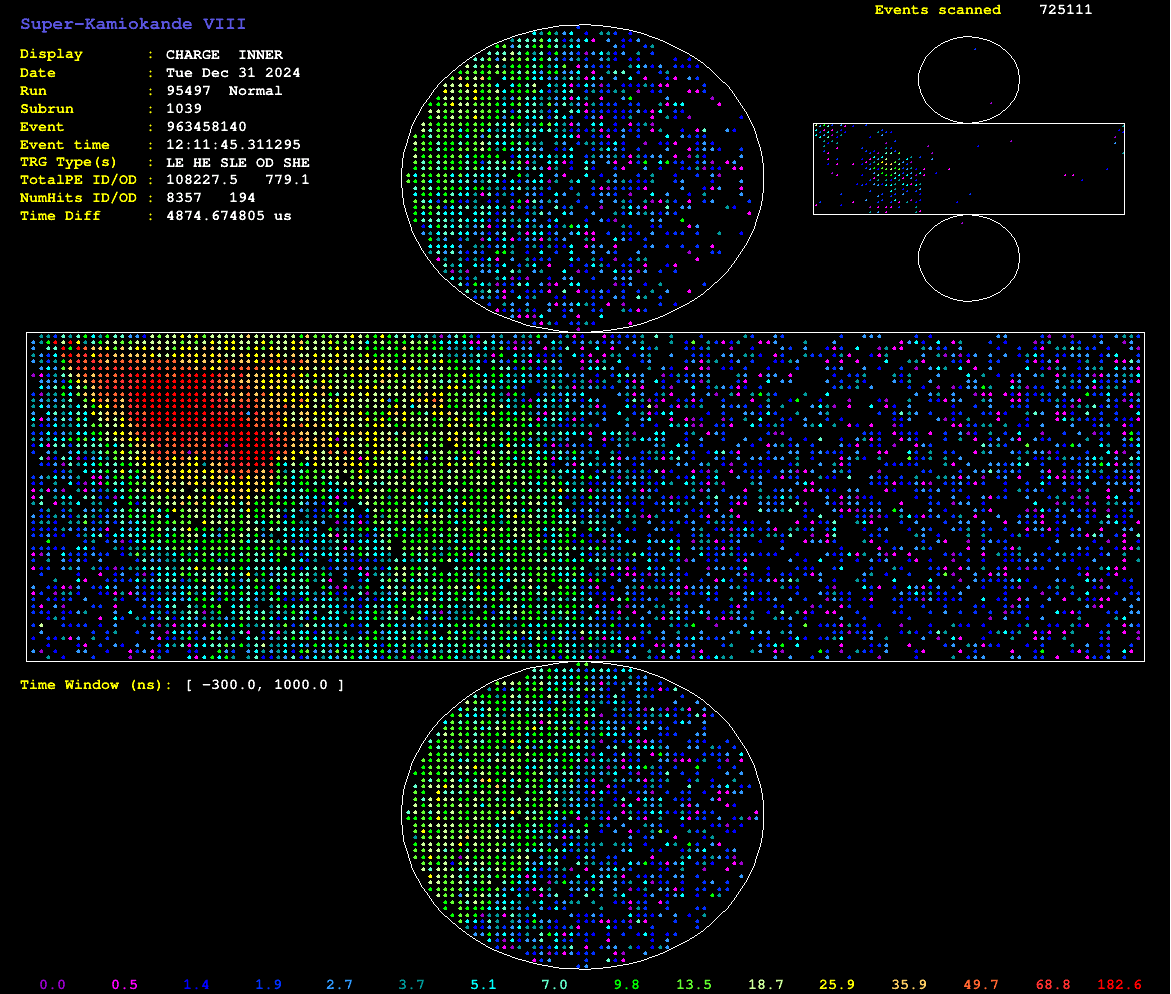 Super-Kamiokande VIII
Events scanned 725111
Display : CHARGE INNER
Date : Tue Dec 31 2024
Run : 95497 Normal
Subrun : 1039
Event : 963458140
Event time : 12:11:45.311295
TRG Type(s) : LE HE SLE OD SHE
TotalPE ID/OD : 108227.5 779.1
NumHits ID/OD : 8357 194
Time Diff : 4874.674805 us
Time Window (ns): [ −300.0, 1000.0 ]
0.0 0.5 1.4 1.9 2.7 3.7 5.1 7.0 9.8 13.5 18.7 25.9 35.9 49.7 68.8 182.6